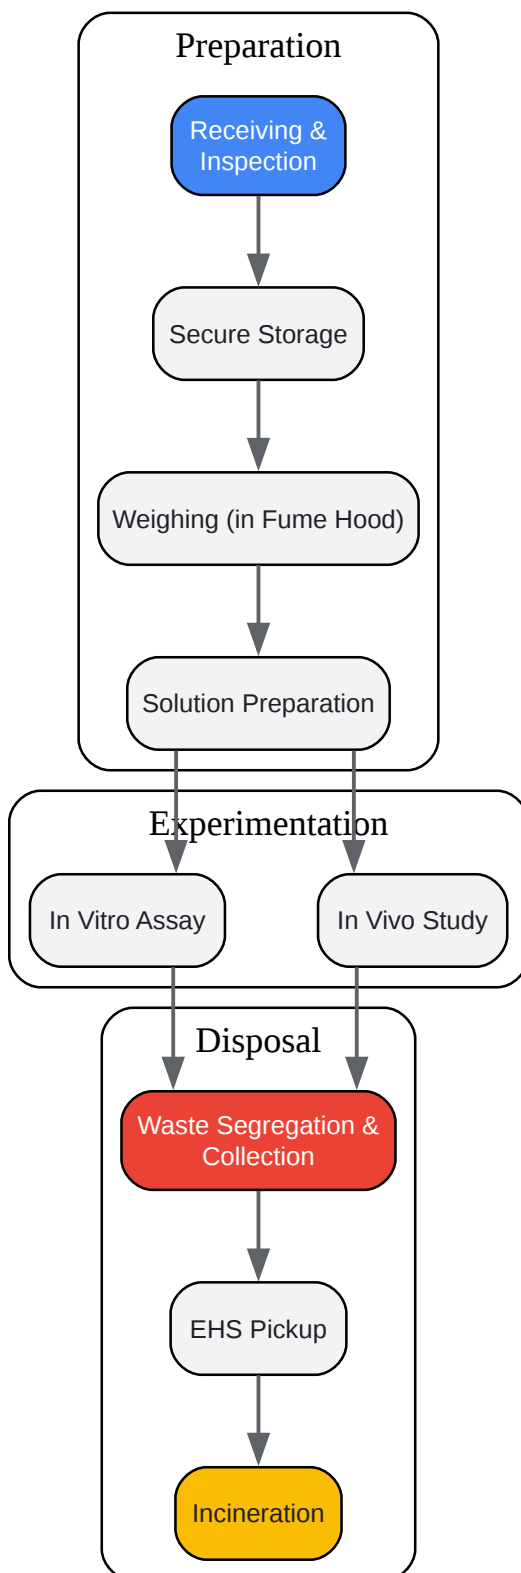 Preparation
Receiving &
Inspection
Secure Storage
Weighing (in Fume Hood)
Solution Preparation
Experimentation
In Vitro Assay
In Vivo Study
Disposal
Waste Segregation &
Collection
EHS Pickup
Incineration